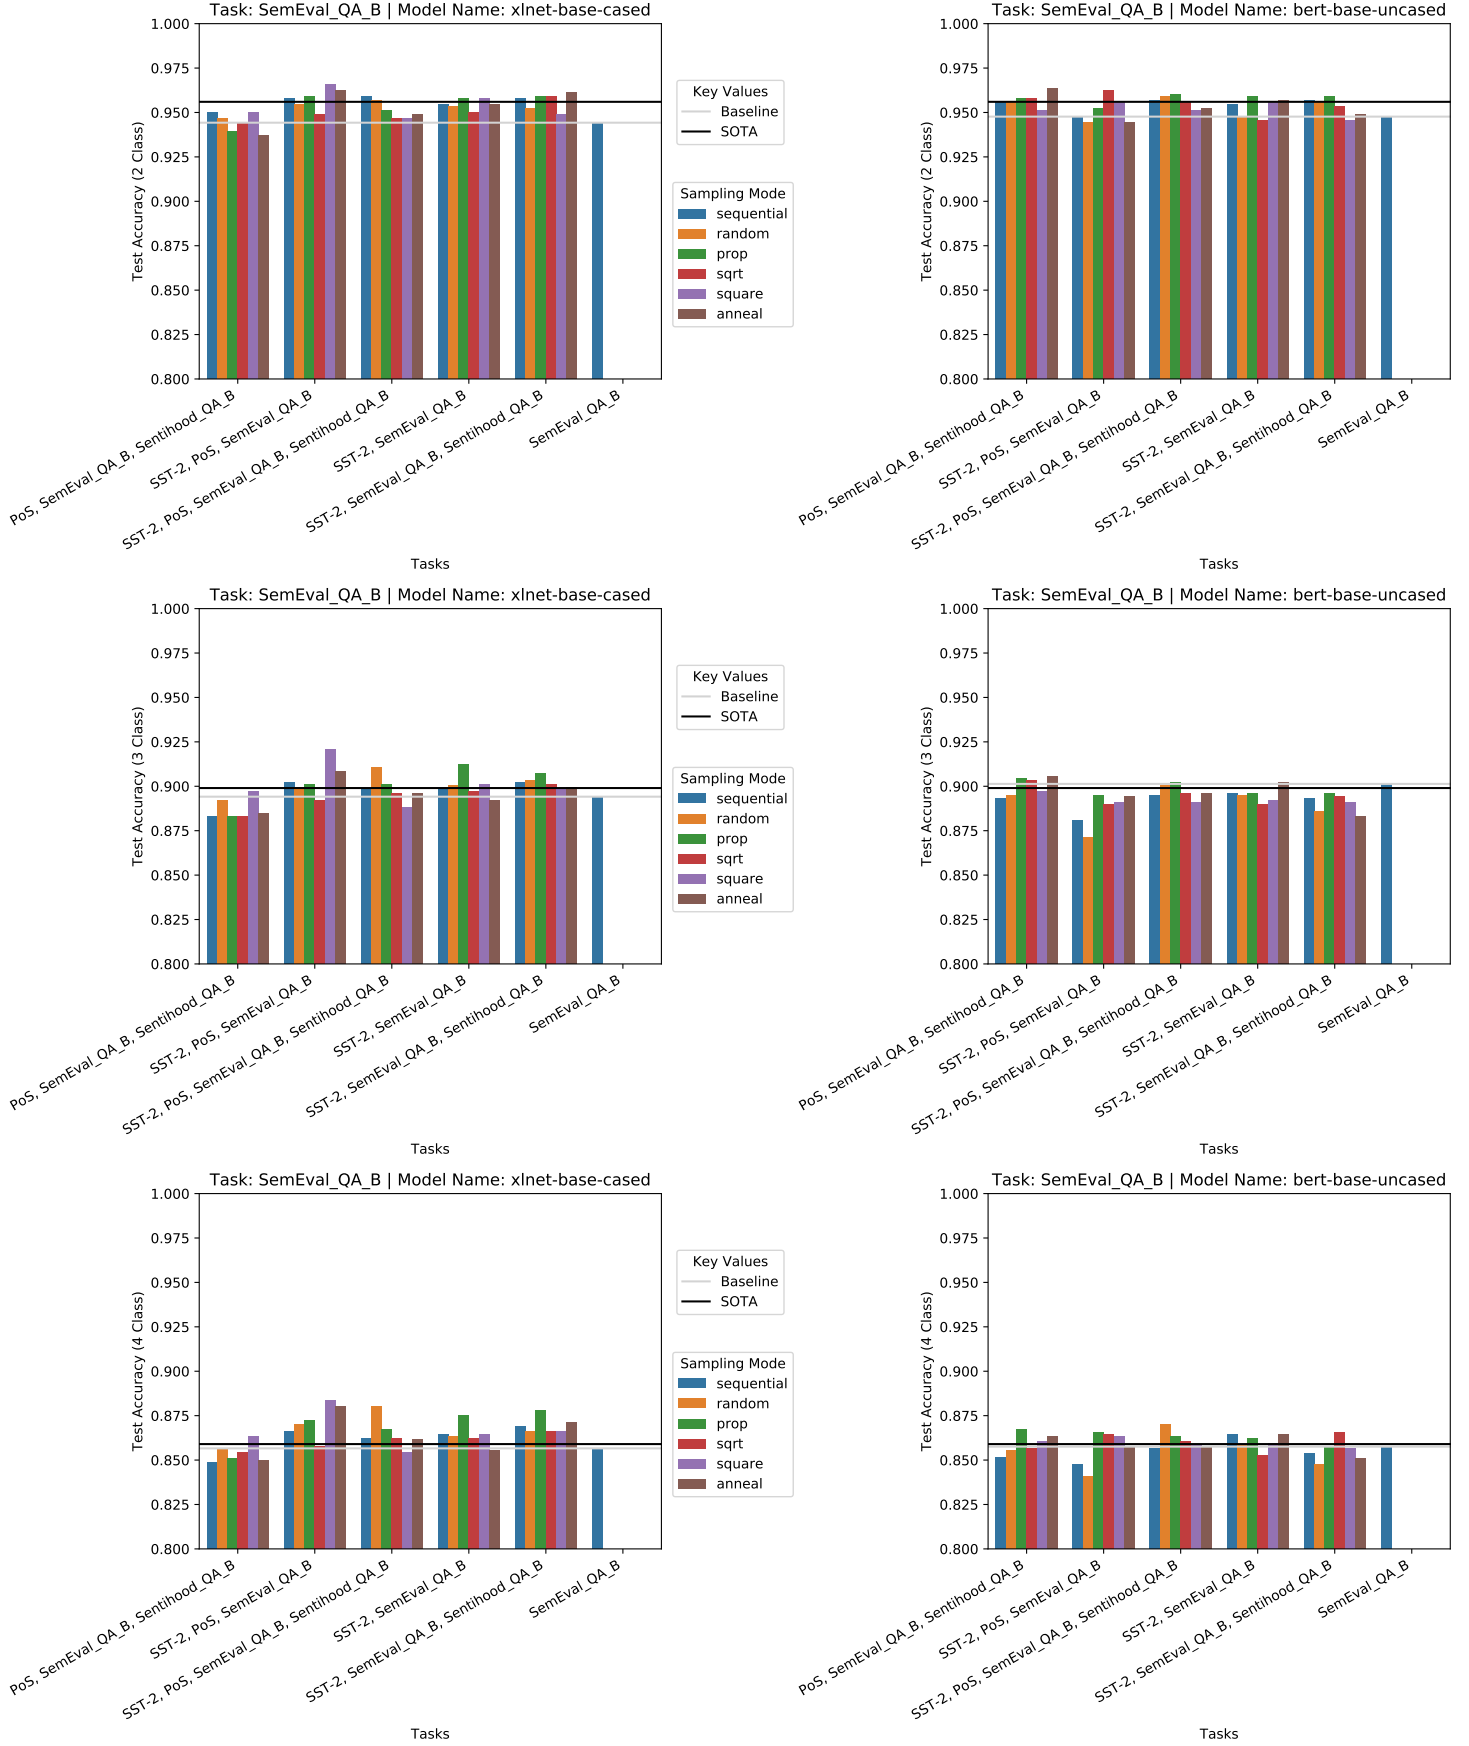 Task: SemEval_QA_B | Model Name: xlnet-base-cased
1.000
0.975
0.950
0.925
0.900
0.875
0.850
0.825
0.800
Test Accuracy (2 Class)
PoS, SemEval_QA_B, Sentihood_QA_B
SST-2, PoS, SemEval_QA_B
SST-2, PoS, SemEval_QA_B, Sentihood_QA_B
SST-2, SemEval_QA_B
SST-2, SemEval_QA_B, Sentihood_QA_B
SemEval_QA_B
Tasks
Key Values
Baseline
SOTA
Sampling Mode
sequential
random
prop
sqrt
square
anneal
Task: SemEval_QA_B | Model Name: bert-base-uncased
1.000
0.975
0.950
0.925
0.900
0.875
0.850
0.825
0.800
Test Accuracy (2 Class)
PoS, SemEval_QA_B, Sentihood_QA_B
SST-2, PoS, SemEval_QA_B
SST-2, PoS, SemEval_QA_B, Sentihood_QA_B
SST-2, SemEval_QA_B
SST-2, SemEval_QA_B, Sentihood_QA_B
SemEval_QA_B
Tasks
Task: SemEval_QA_B | Model Name: xlnet-base-cased
1.000
0.975
0.950
0.925
0.900
0.875
0.850
0.825
0.800
Test Accuracy (3 Class)
PoS, SemEval_QA_B, Sentihood_QA_B
SST-2, PoS, SemEval_QA_B
SST-2, PoS, SemEval_QA_B, Sentihood_QA_B
SST-2, SemEval_QA_B
SST-2, SemEval_QA_B, Sentihood_QA_B
SemEval_QA_B
Tasks
Key Values
Baseline
SOTA
Sampling Mode
sequential
random
prop
sqrt
square
anneal
Task: SemEval_QA_B | Model Name: bert-base-uncased
1.000
0.975
0.950
0.925
0.900
0.875
0.850
0.825
0.800
Test Accuracy (3 Class)
PoS, SemEval_QA_B, Sentihood_QA_B
SST-2, PoS, SemEval_QA_B
SST-2, PoS, SemEval_QA_B, Sentihood_QA_B
SST-2, SemEval_QA_B
SST-2, SemEval_QA_B, Sentihood_QA_B
SemEval_QA_B
Tasks
Task: SemEval_QA_B | Model Name: xlnet-base-cased
1.000
0.975
0.950
0.925
0.900
0.875
0.850
0.825
0.800
Test Accuracy (4 Class)
PoS, SemEval_QA_B, Sentihood_QA_B
SST-2, PoS, SemEval_QA_B
SST-2, PoS, SemEval_QA_B, Sentihood_QA_B
SST-2, SemEval_QA_B
SST-2, SemEval_QA_B, Sentihood_QA_B
SemEval_QA_B
Tasks
Key Values
Baseline
SOTA
Sampling Mode
sequential
random
prop
sqrt
square
anneal
Task: SemEval_QA_B | Model Name: bert-base-uncased
1.000
0.975
0.950
0.925
0.900
0.875
0.850
0.825
0.800
Test Accuracy (4 Class)
PoS, SemEval_QA_B, Sentihood_QA_B
SST-2, PoS, SemEval_QA_B
SST-2, PoS, SemEval_QA_B, Sentihood_QA_B
SST-2, SemEval_QA_B
SST-2, SemEval_QA_B, Sentihood_QA_B
SemEval_QA_B
Tasks